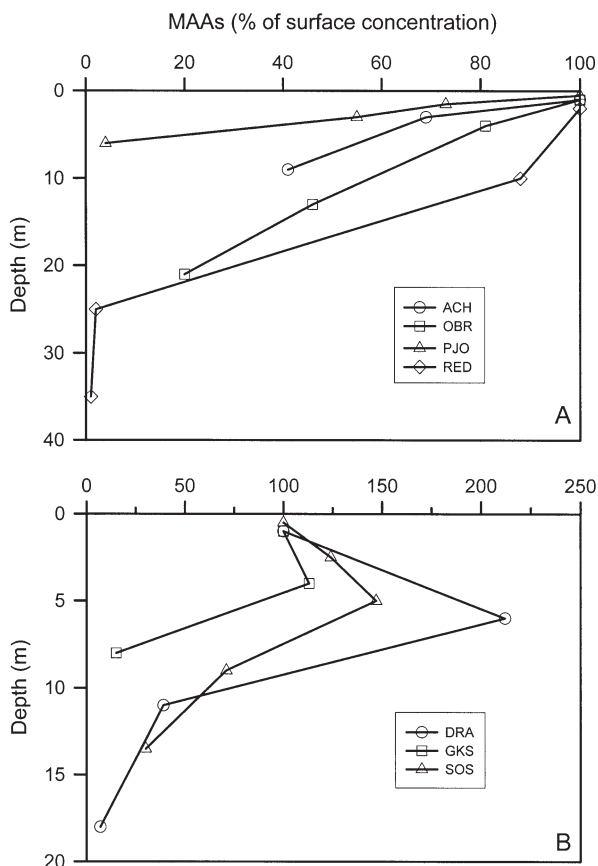 MAAs (% of surface concentration)
0 20 40 60 80 100
0
10
20
30
40
Depth (m)
ACH
OBR
PJO
RED
A
0 50 100 150 200 250
0
5
10
15
20
Depth (m)
DRA
GKS
SOS
B